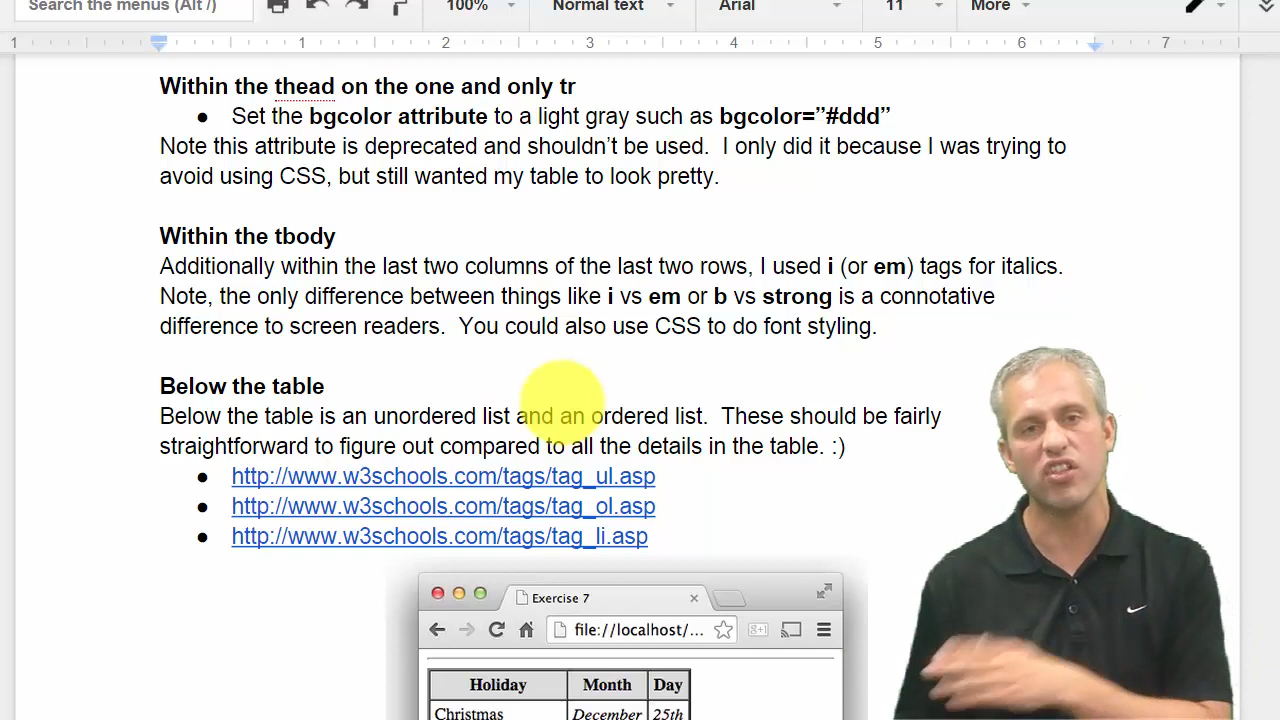 Search the menus (Alt /) 100% Normal text Arial 11 More
1 1 2 3 4 5 6 7
Within the thead on the one and only tr
● Set the bgcolor attribute to a light gray such as bgcolor=”#ddd”
Note this attribute is deprecated and shouldn’t be used.  I only did it because I was trying to
avoid using CSS, but still wanted my table to look pretty.
Within the tbody
Additionally within the last two columns of the last two rows, I used i (or em) tags for italics.
Note, the only difference between things like i vs em or b vs strong is a connotative
difference to screen readers.  You could also use CSS to do font styling.
Below the table
Below the table is an unordered list and an ordered list.  These should be fairly
straightforward to figure out compared to all the details in the table. :)
● http://www.w3schools.com/tags/tag_ul.asp
● http://www.w3schools.com/tags/tag_ol.asp
● http://www.w3schools.com/tags/tag_li.asp
Exercise 7
file://localhost/...
Holiday Month Day
Christmas December 25th